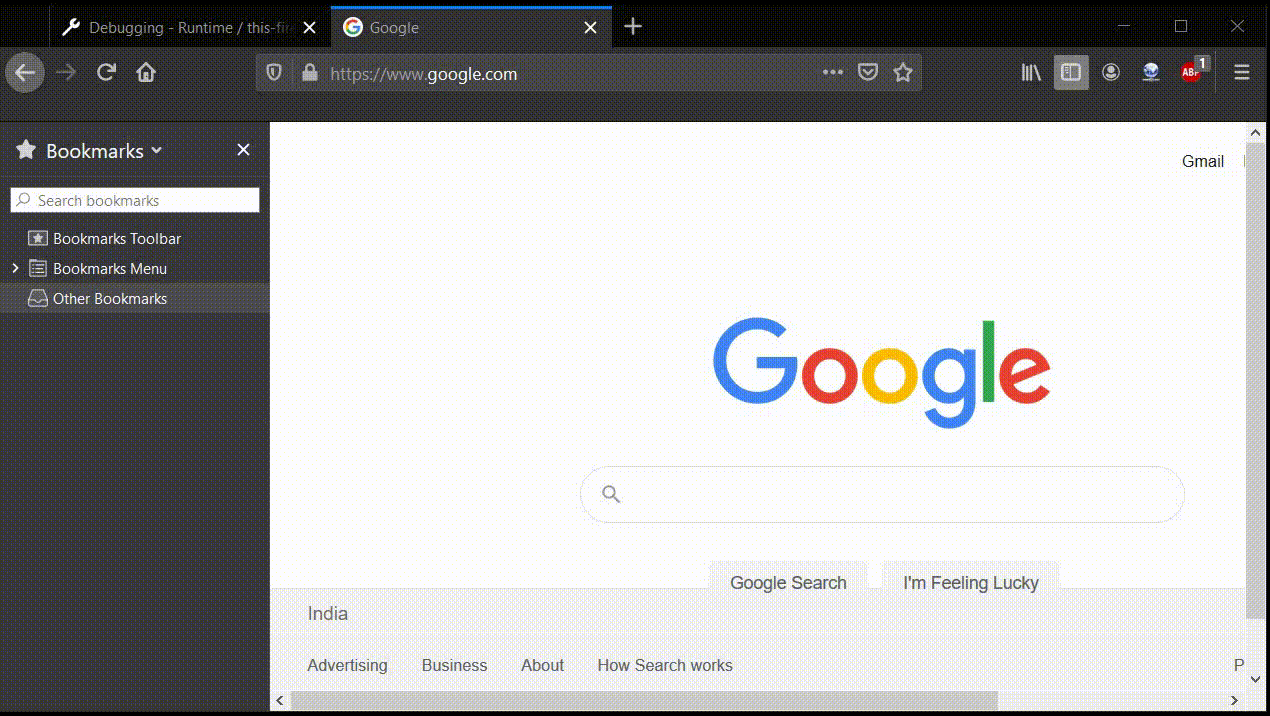 Debugging - Runtime / this-fir
Google
https://www.google.com
ABP
1
Bookmarks
Search bookmarks
Bookmarks Toolbar
Bookmarks Menu
Other Bookmarks
Gmail
Google
Google Search
I'm Feeling Lucky
India
Advertising
Business
About
How Search works
P